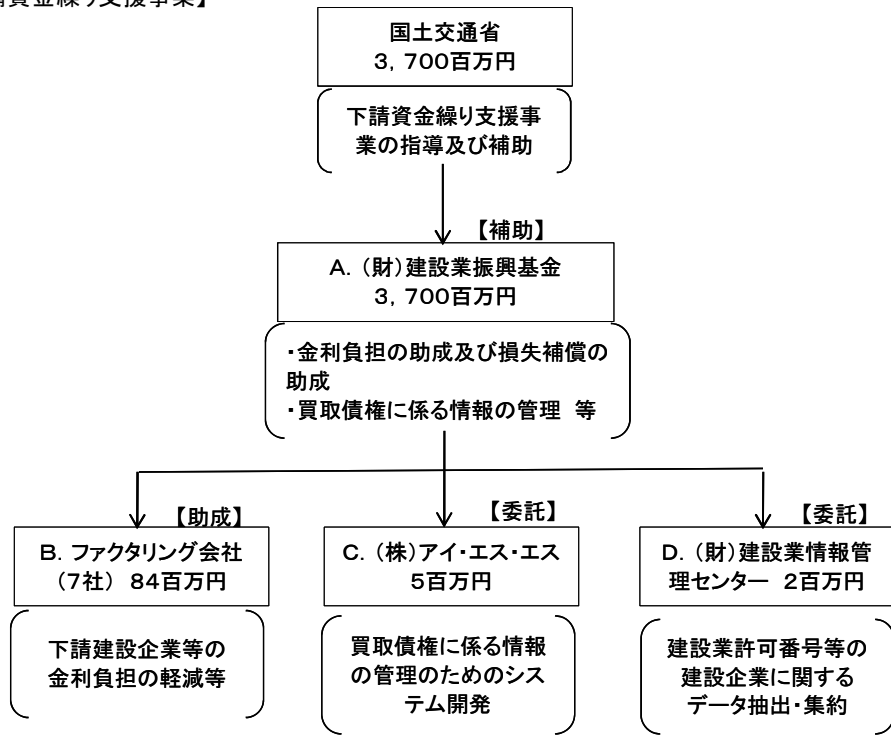 資金繰り支援事業】
国土交通省
3,700百万円
下請資金繰り支援事
業の指導及び補助
【補助】
A.(財)建設業振興基金
3,700百万円
・金利負担の助成及び損失補償の
助成
・買取債権に係る情報の管理 等
【助成】
B. ファクタリング会社
(7社) 84百万円
下請建設企業等の
金利負担の軽減等
【委託】
C.(株)アイ・エス・エス
5百万円
買取債権に係る情報
の管理のためのシス
テム開発
【委託】
D.(財)建設業情報管
理センター 2百万円
建設業許可番号等の
建設企業に関する
データ抽出・集約